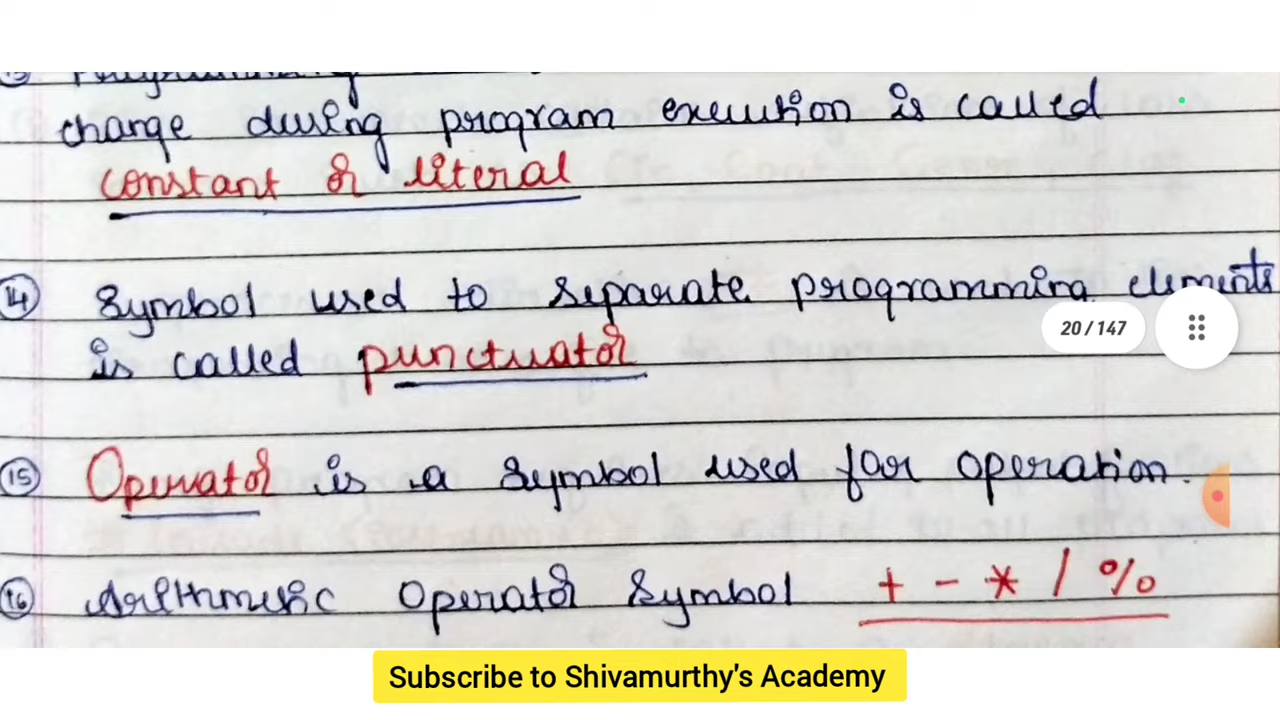 change during program execution is called
constant or literal
14 Symbol used to separate programming elements
is called punctuator
20 / 147
15 Operator is a symbol used for operation.
16 Arithmetic Operator Symbol + - * / %
Subscribe to Shivamurthy's Academy